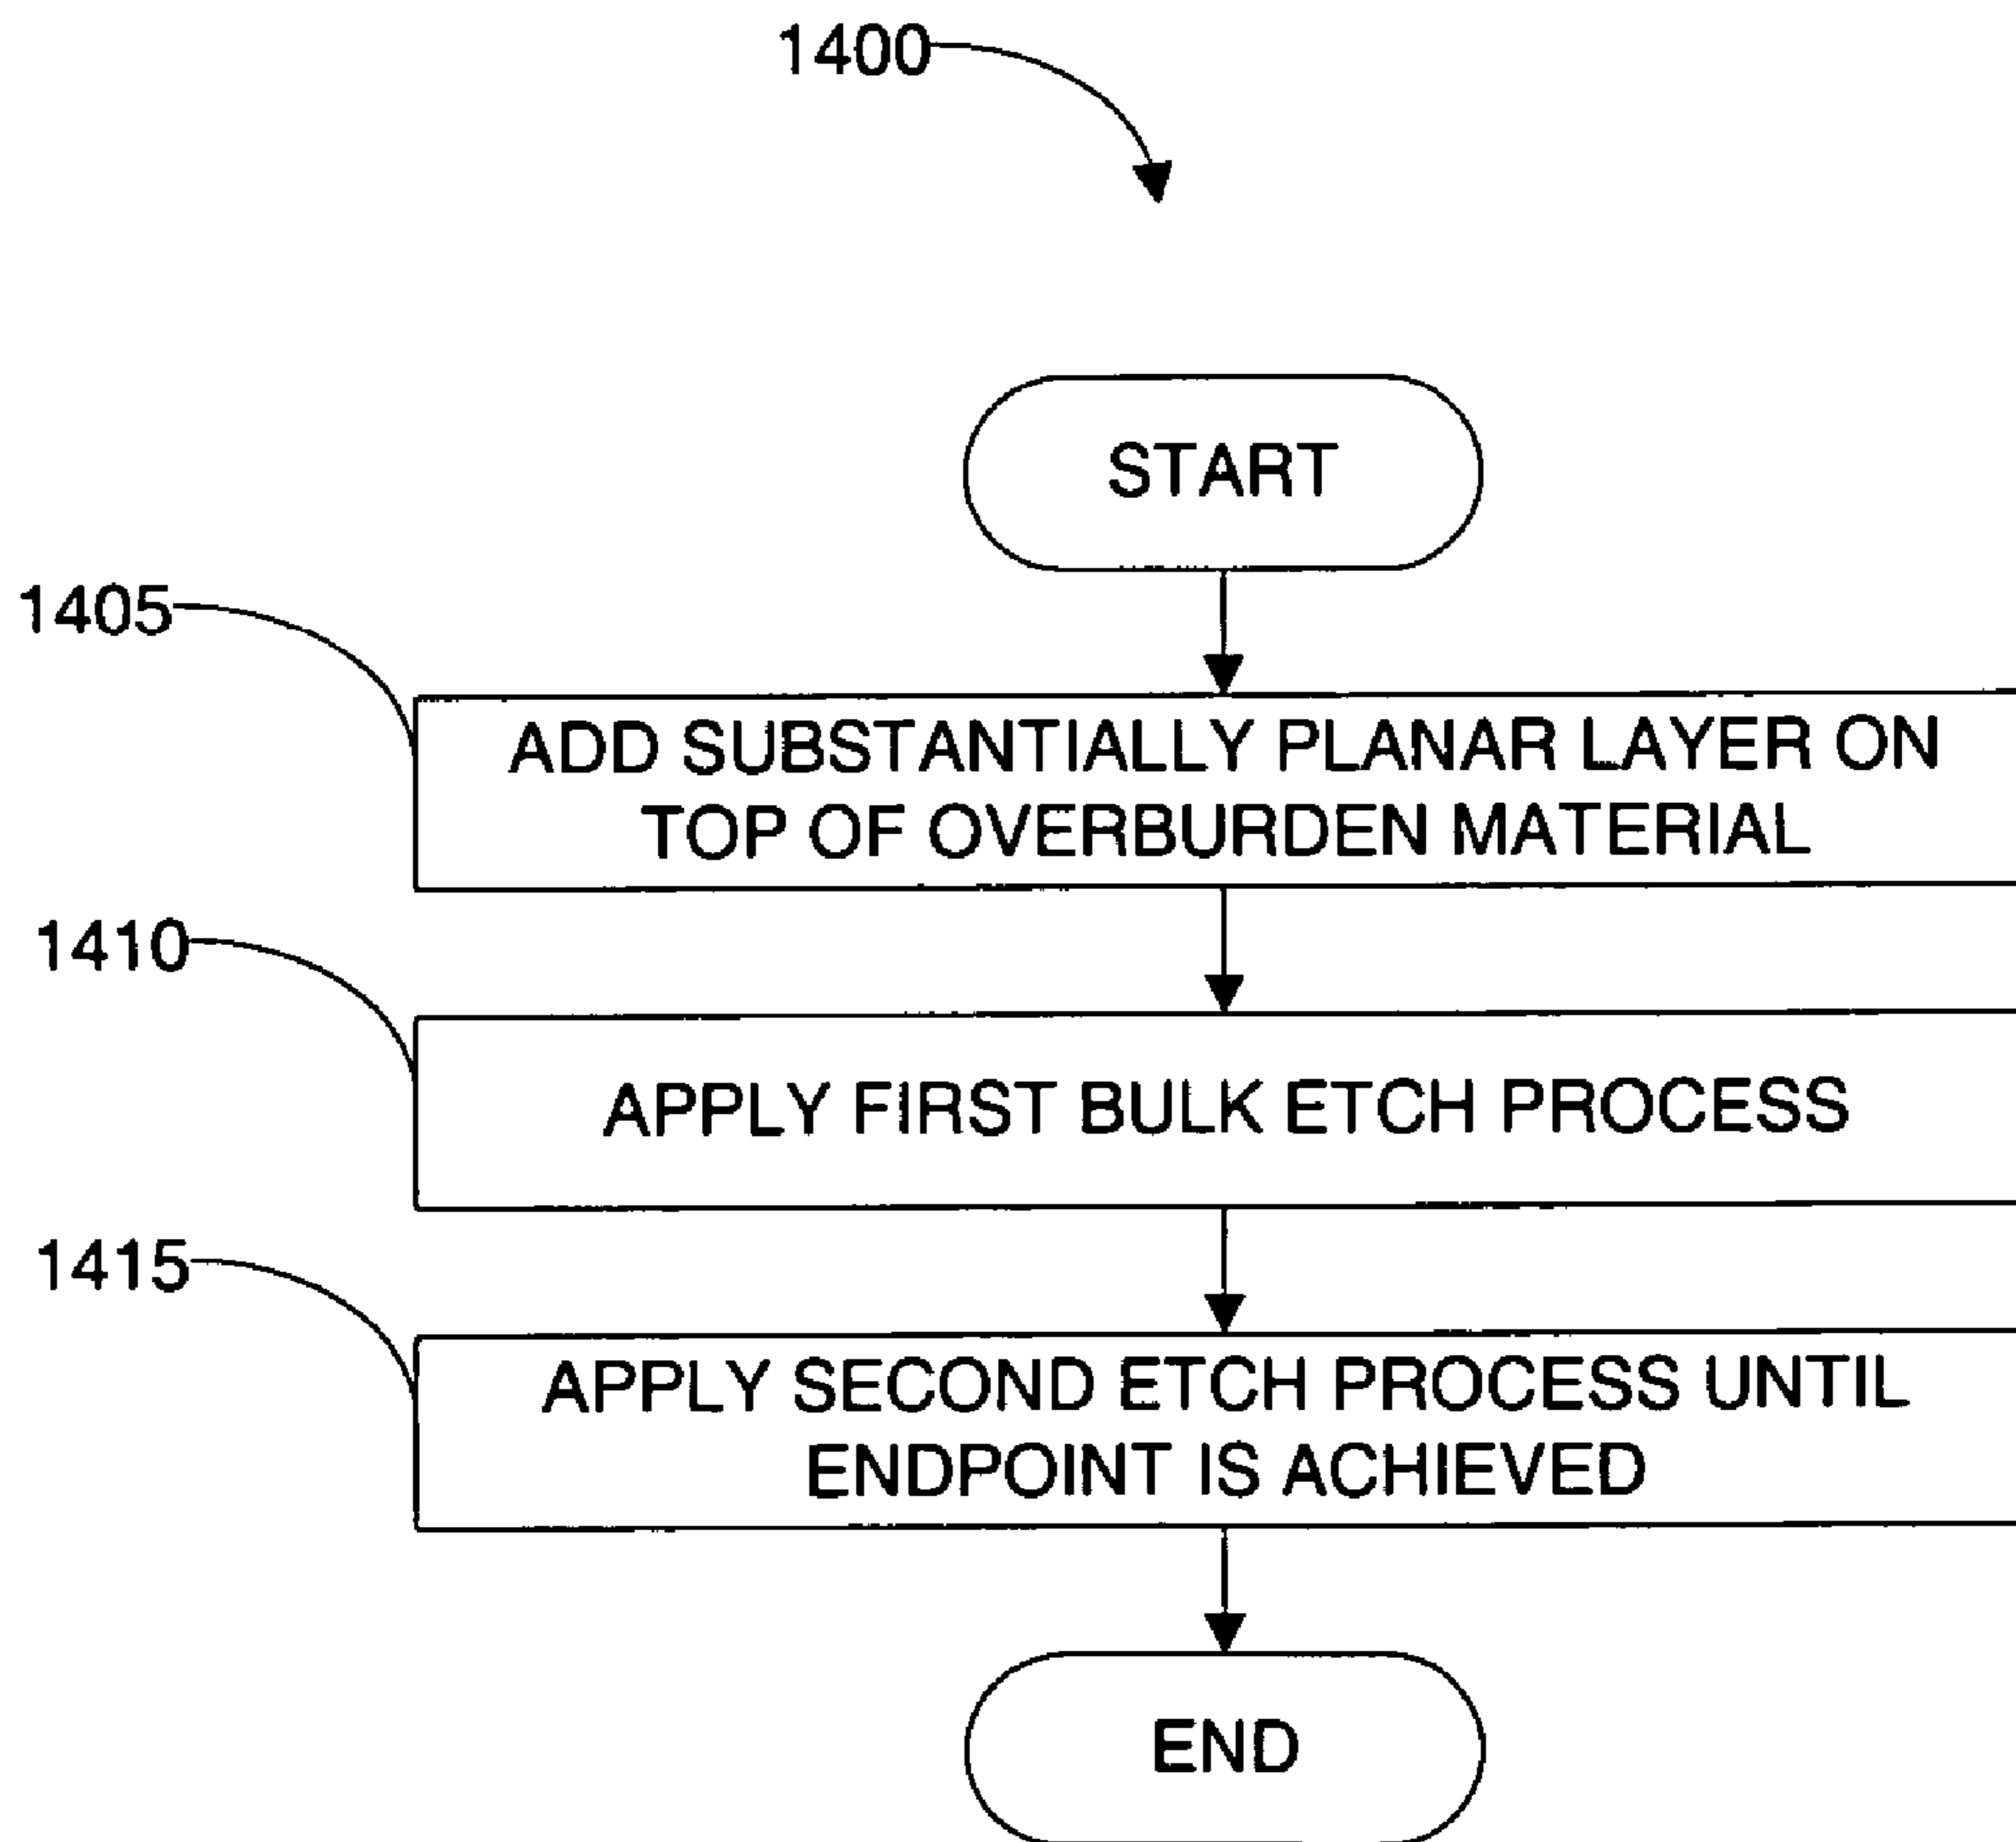 1400
START
1405
ADD SUBSTANTIALLY PLANAR LAYER ON
TOP OF OVERBURDEN MATERIAL
1410
APPLY FIRST BULK ETCH PROCESS
1415
APPLY SECOND ETCH PROCESS UNTIL
ENDPOINT IS ACHIEVED
END